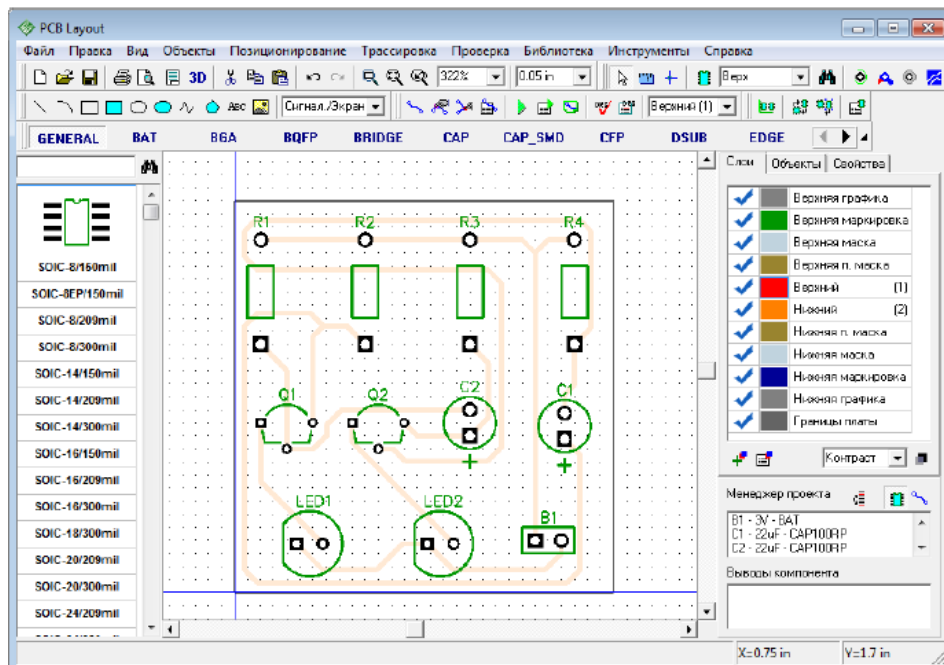 PCB Layout
Файл Правка Вид Объекты Позиционирование Трассировка Проверка Библиотека Инструменты Справка
3D 322% 0.05 in Верх
ABC Сигнал./Экран Верхний (1)
GENERAL BAT BGA BQFP BRIDGE CAP CAP_SMD CFP DSUB EDGE
Слои Объекты Свойства
SOIC-8/150mil
SOIC-8EP/150mil
SOIC-8/209mil
SOIC-8/300mil
SOIC-14/150mil
SOIC-14/209mil
SOIC-14/300mil
SOIC-16/150mil
SOIC-16/209mil
SOIC-16/300mil
SOIC-18/300mil
SOIC-20/209mil
SOIC-20/300mil
SOIC-24/209mil
R1 R2 R3 R4
Q1 Q2 C2 C1
+ +
LED1 LED2 B1
Верхняя графика
Верхняя маркировка
Верхняя маска
Верхняя п. маска
Верхний (1)
Нижний (2)
Нижняя п. маска
Нижняя маска
Нижняя маркировка
Нижняя графика
Границы платы
Контраст
Менеджер проекта
B1 - 3V - BAT
C1 - 22uF - CAP100RP
C2 - 22uF - CAP100RP
Выводы компонента
X=0.75 in Y=1.7 in